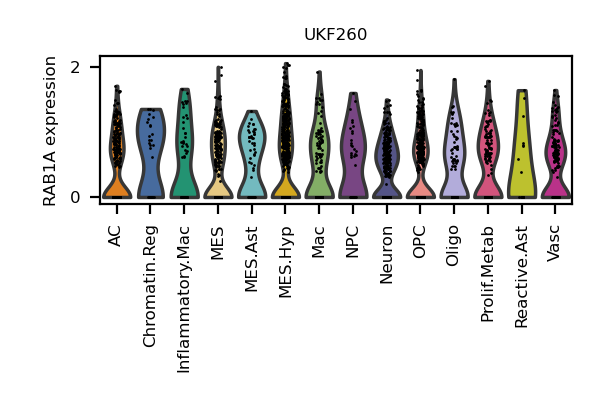 UKF260
RAB1A expression
2
0
AC
Chromatin.Reg
Inflammatory.Mac
MES
MES.Ast
MES.Hyp
Mac
NPC
Neuron
OPC
Oligo
Prolif.Metab
Reactive.Ast
Vasc